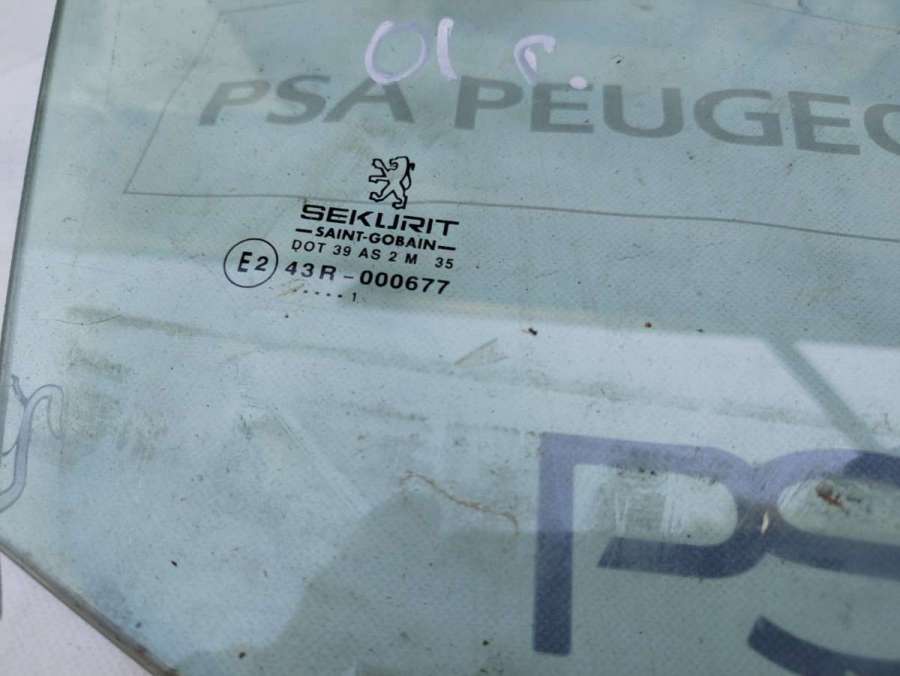 PSA PEUGEO
SEKURIT
SAINT-GOBAIN
DOT 39 AS 2 M 35
E2 43R-000677
.......1
PS